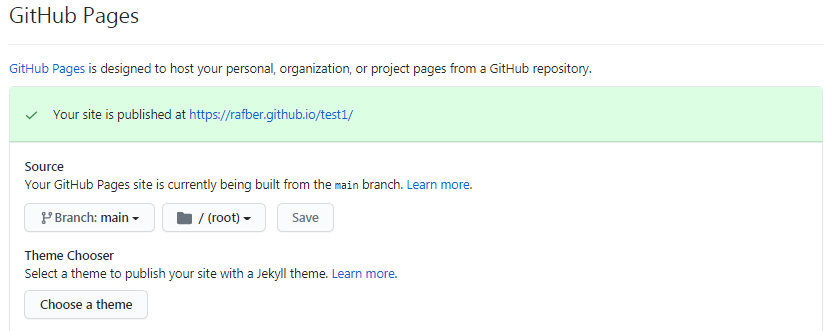 GitHub Pages
GitHub Pages is designed to host your personal, organization, or project pages from a GitHub repository.
Your site is published at https://rafber.github.io/test1/
Source
Your GitHub Pages site is currently being built from the main branch. Learn more.
Branch: main / (root) Save
Theme Chooser
Select a theme to publish your site with a Jekyll theme. Learn more.
Choose a theme